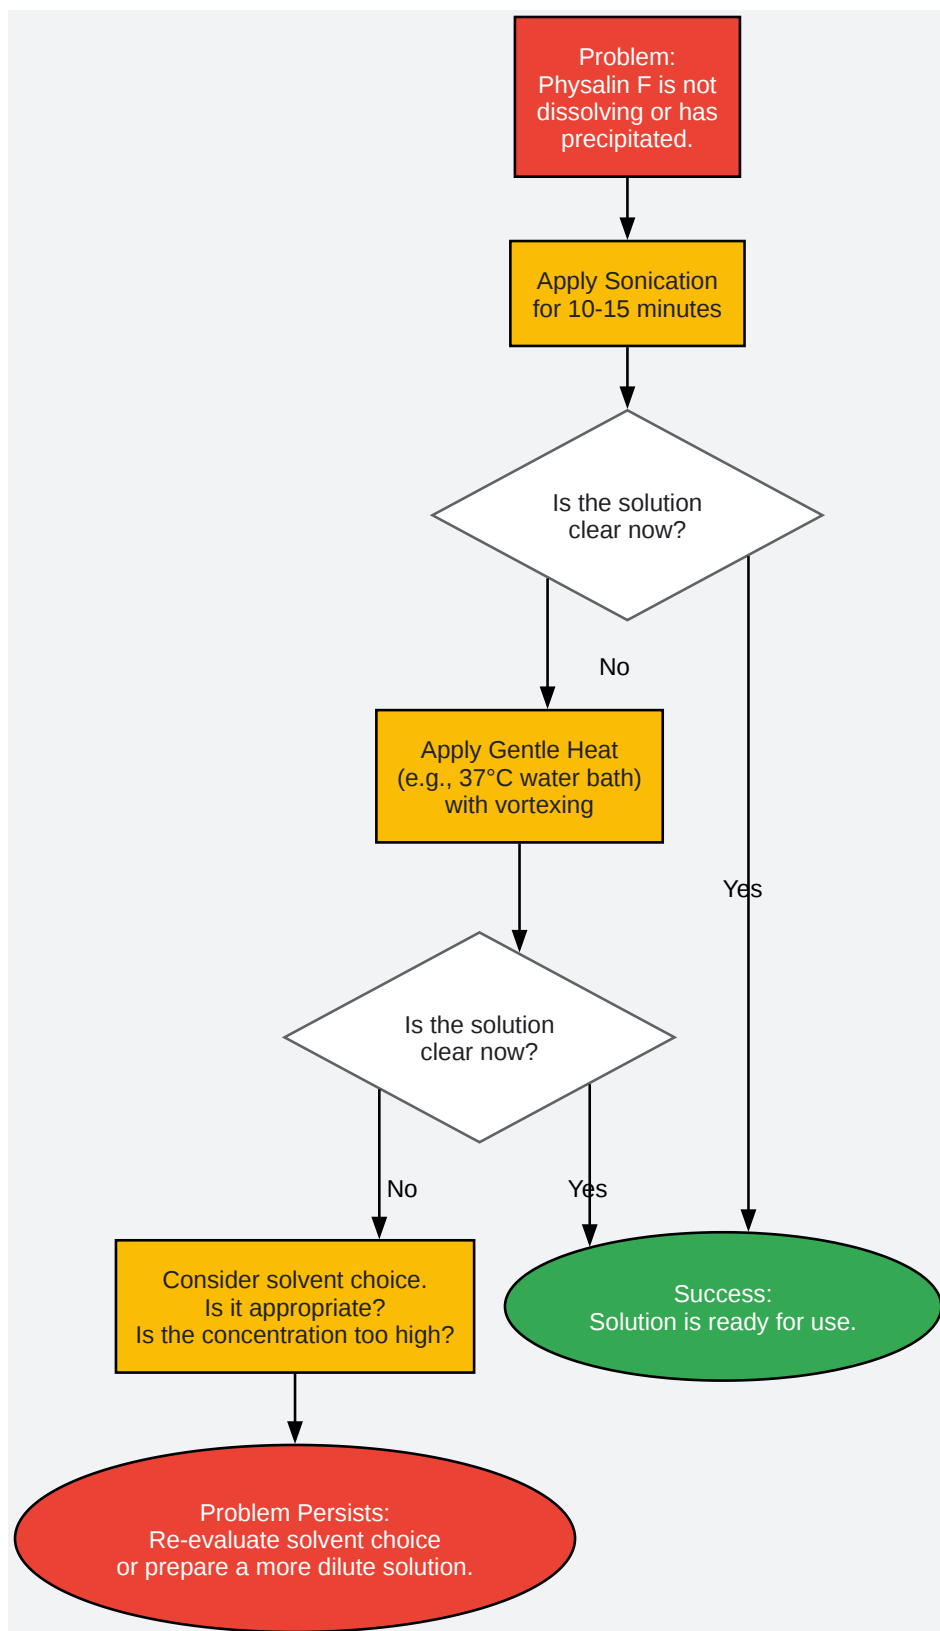 Problem:
Physalin F is not
dissolving or has
precipitated.
Apply Sonication
for 10-15 minutes
Is the solution
clear now?
No
Apply Gentle Heat
(e.g., 37°C water bath)
with vortexing
Yes
Is the solution
clear now?
No
Yes
Consider solvent choice.
Is it appropriate?
Is the concentration too high?
Success:
Solution is ready for use.
Problem Persists:
Re-evaluate solvent choice
or prepare a more dilute solution.